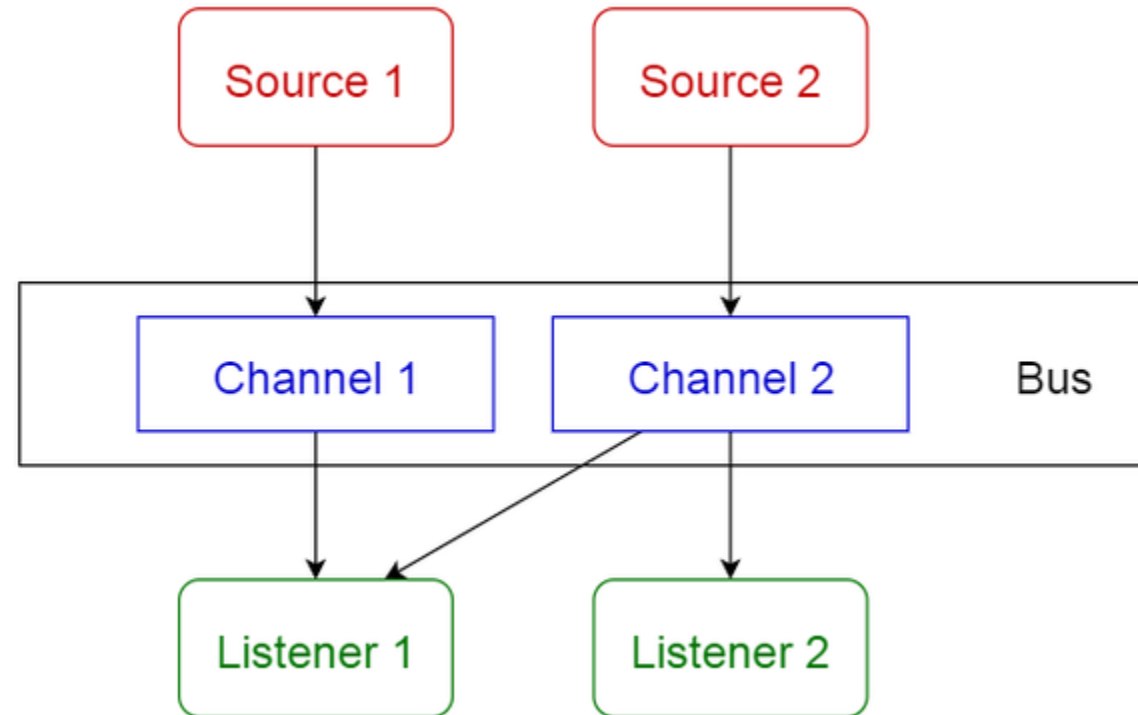 Source 1
Source 2
Channel 1
Channel 2
Bus
Listener 1
Listener 2